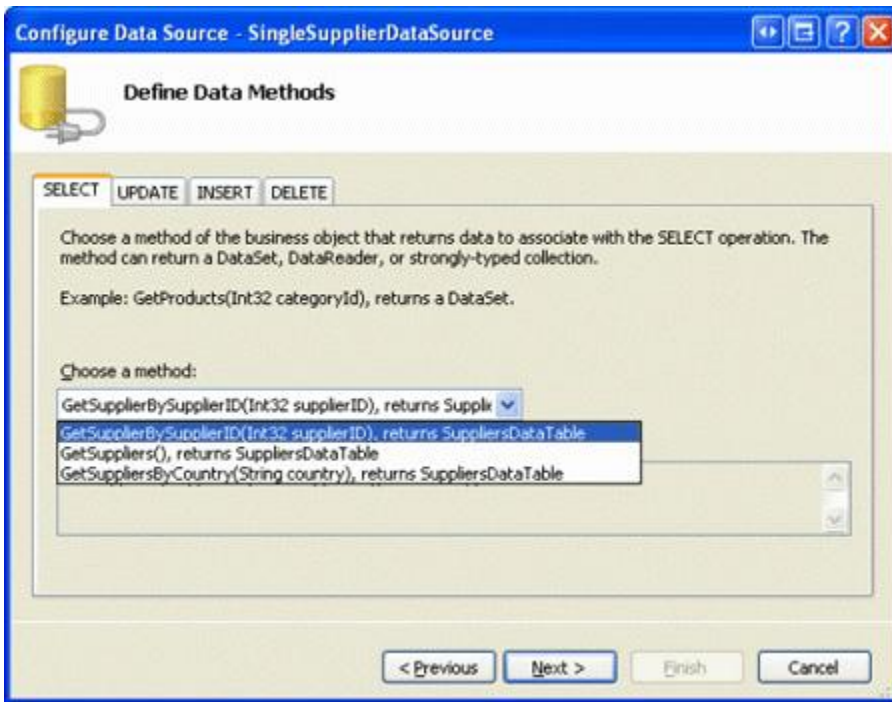 Configure Data Source - SingleSupplierDataSource
Define Data Methods
SELECT UPDATE INSERT DELETE
Choose a method of the business object that returns data to associate with the SELECT operation. The
method can return a DataSet, DataReader, or strongly-typed collection.
Example: GetProducts(Int32 categoryId), returns a DataSet.
Choose a method:
GetSupplierBySupplierID(Int32 supplierID), returns Supplie
GetSupplierBySupplierID(Int32 supplierID), returns SuppliersDataTable
GetSuppliers(), returns SuppliersDataTable
GetSuppliersByCountry(String country), returns SuppliersDataTable
< Previous Next > Finish Cancel